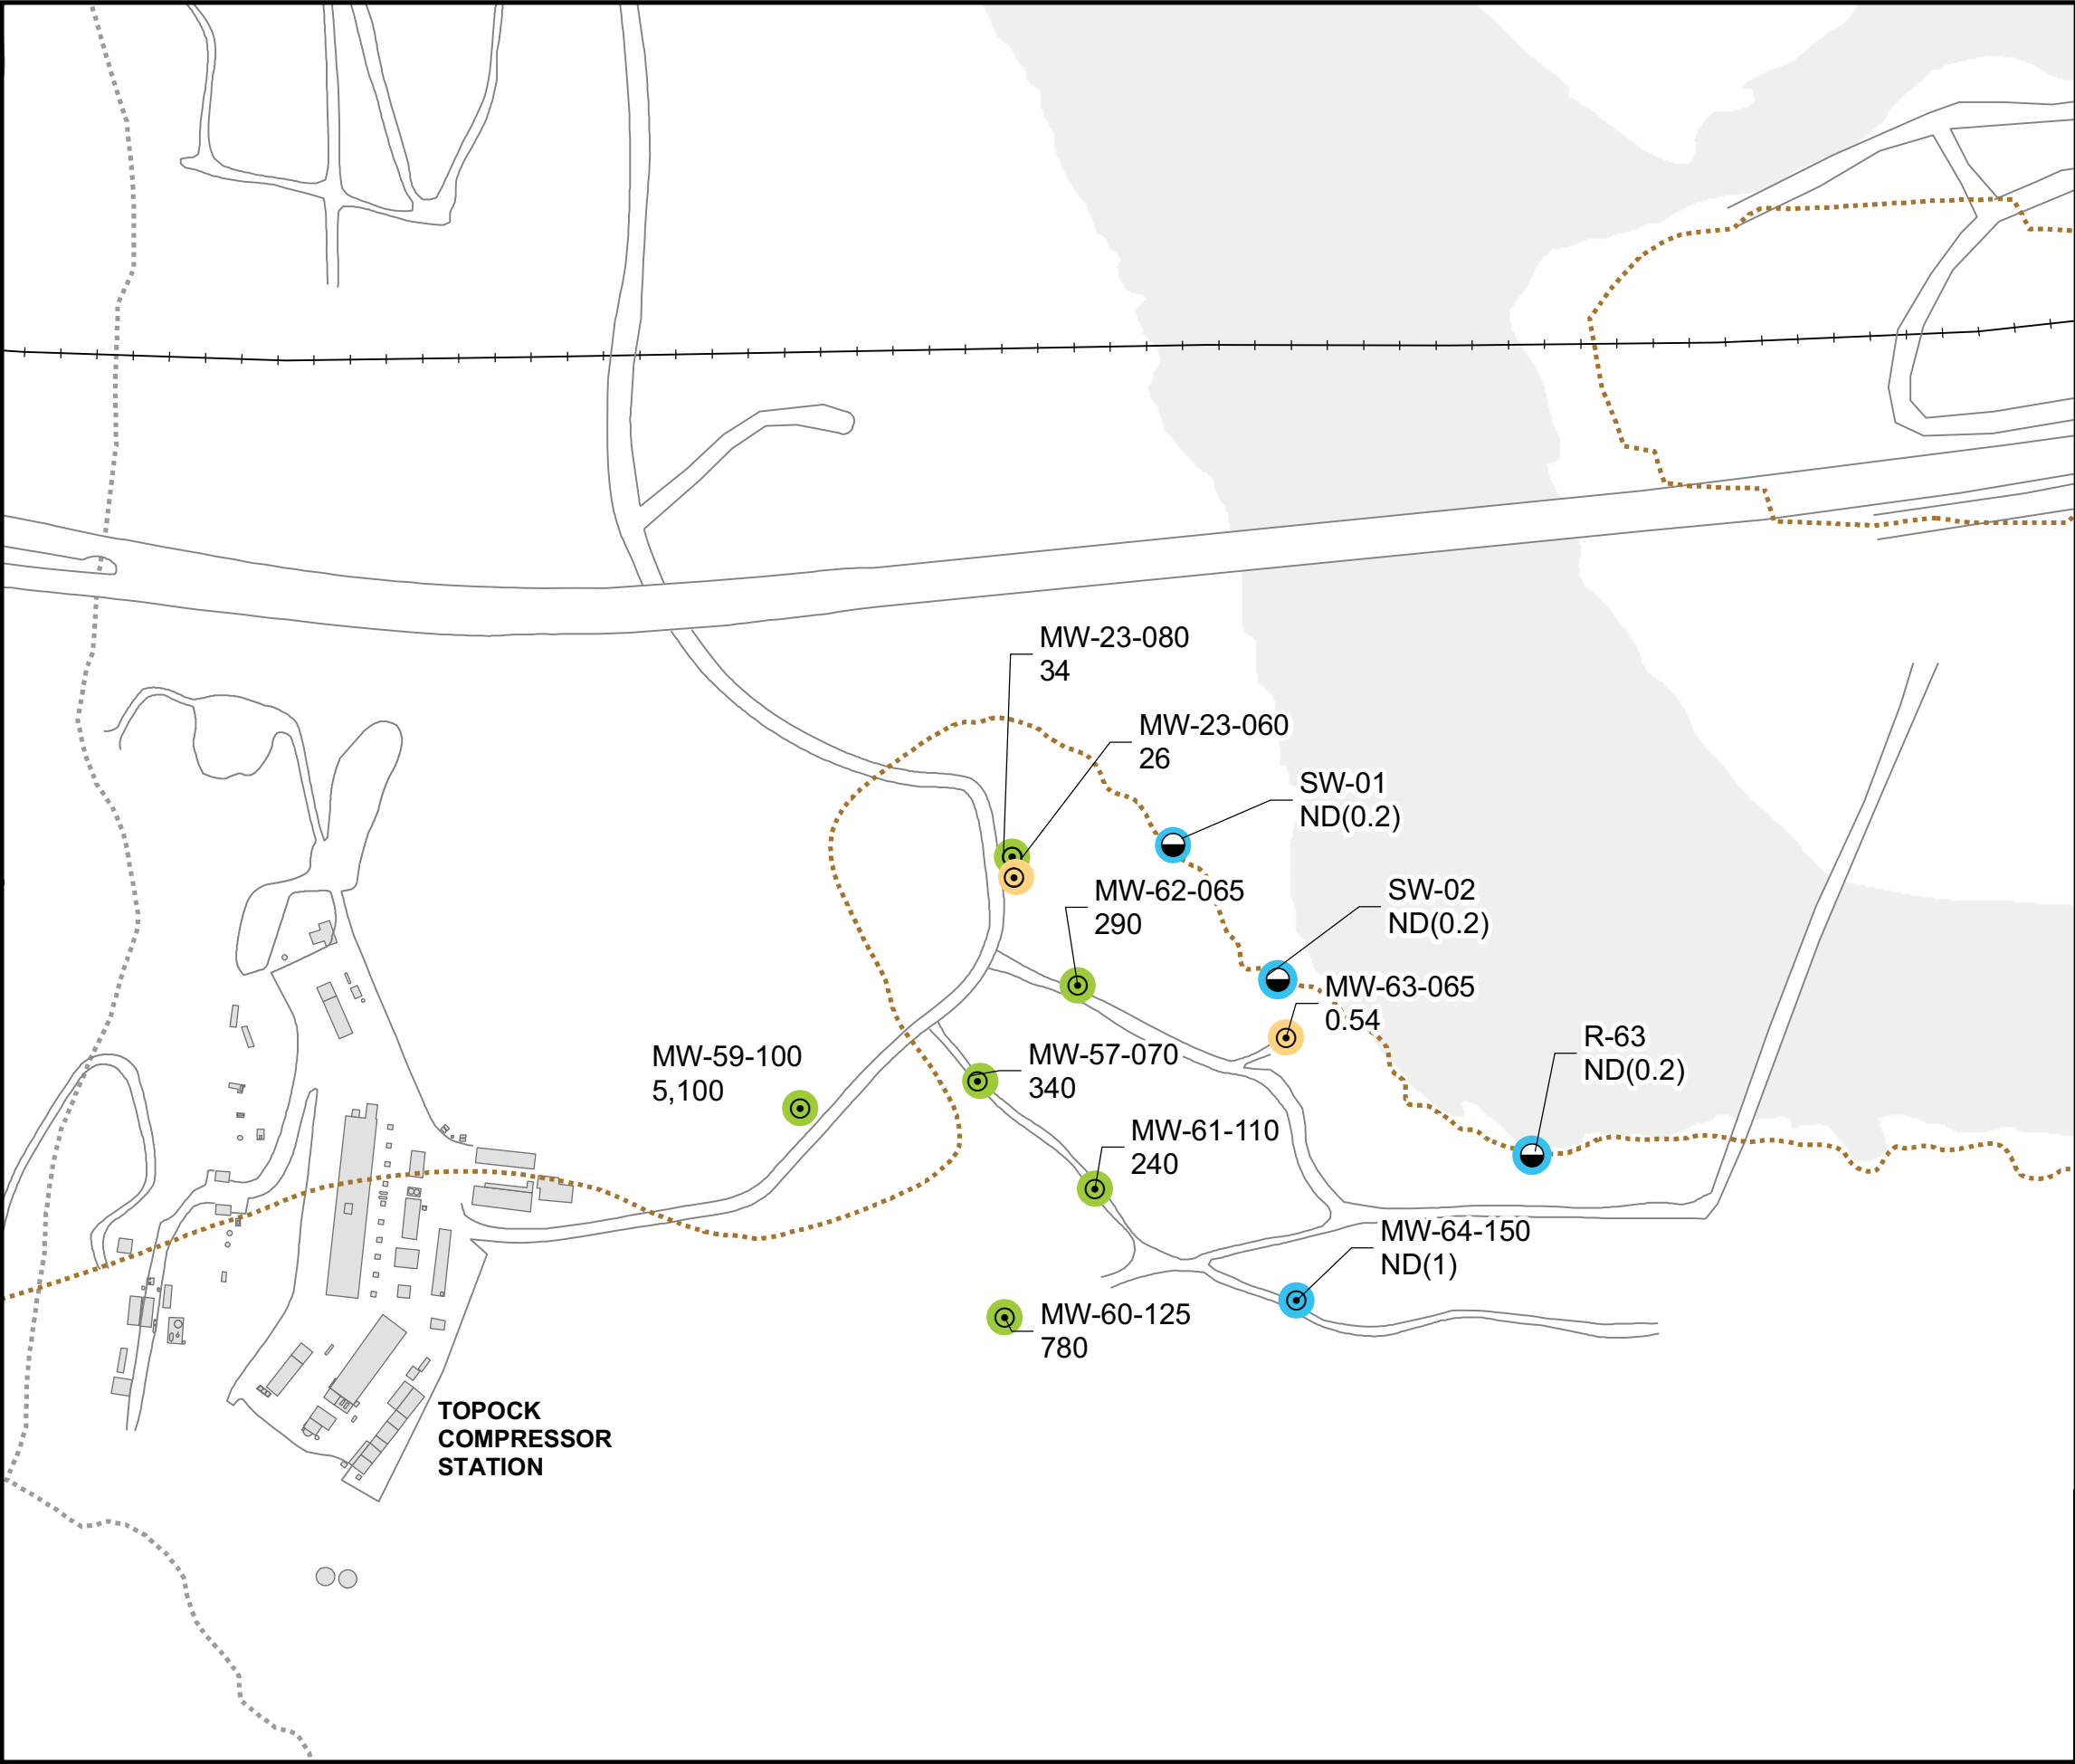 MW-23-080
34
MW-23-060
26
SW-01
ND(0.2)
MW-62-065
290
SW-02
ND(0.2)
MW-63-065
0.54
R-63
ND(0.2)
MW-59-100
5,100
MW-57-070
340
MW-61-110
240
MW-64-150
ND(1)
MW-60-125
780
TOPOCK
COMPRESSOR
STATION